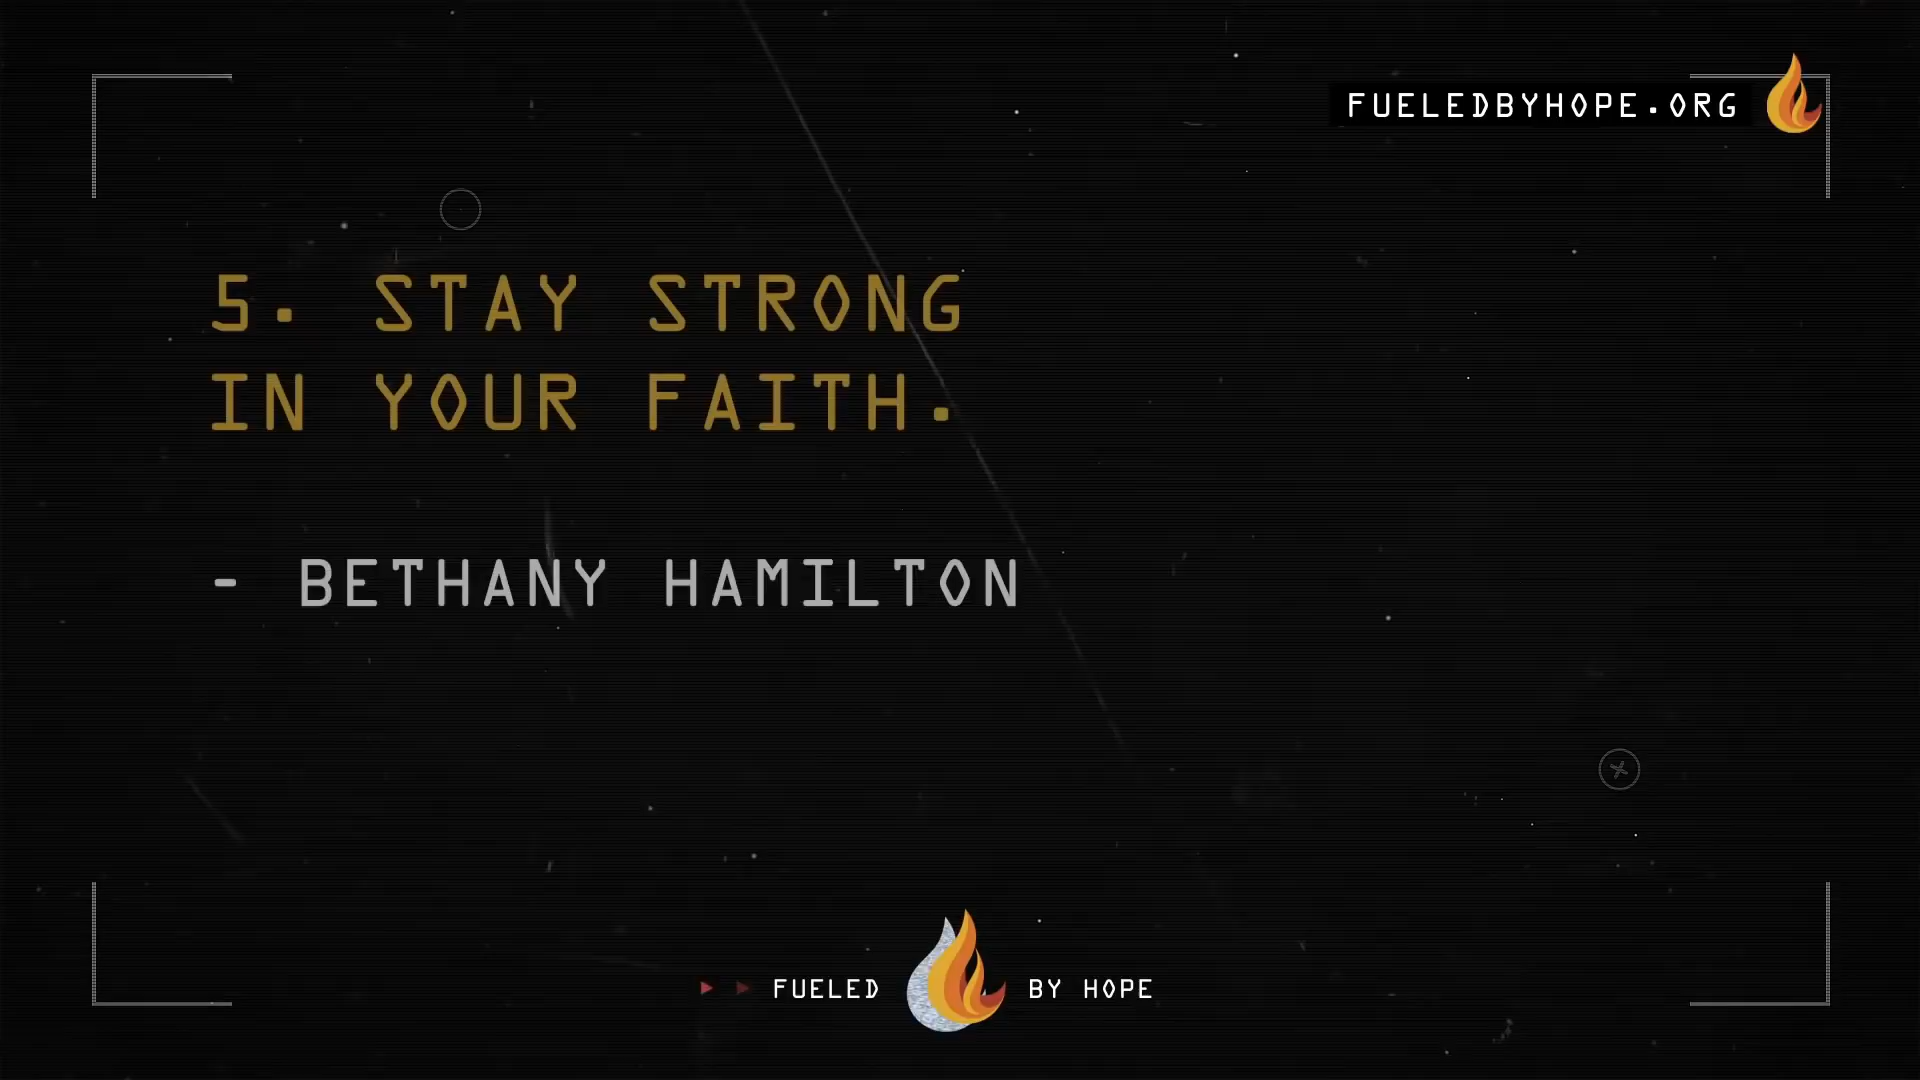 FUELEDBYHOPE.ORG
5. STAY STRONG
IN YOUR FAITH.
- BETHANY HAMILTON
FUELED BY HOPE